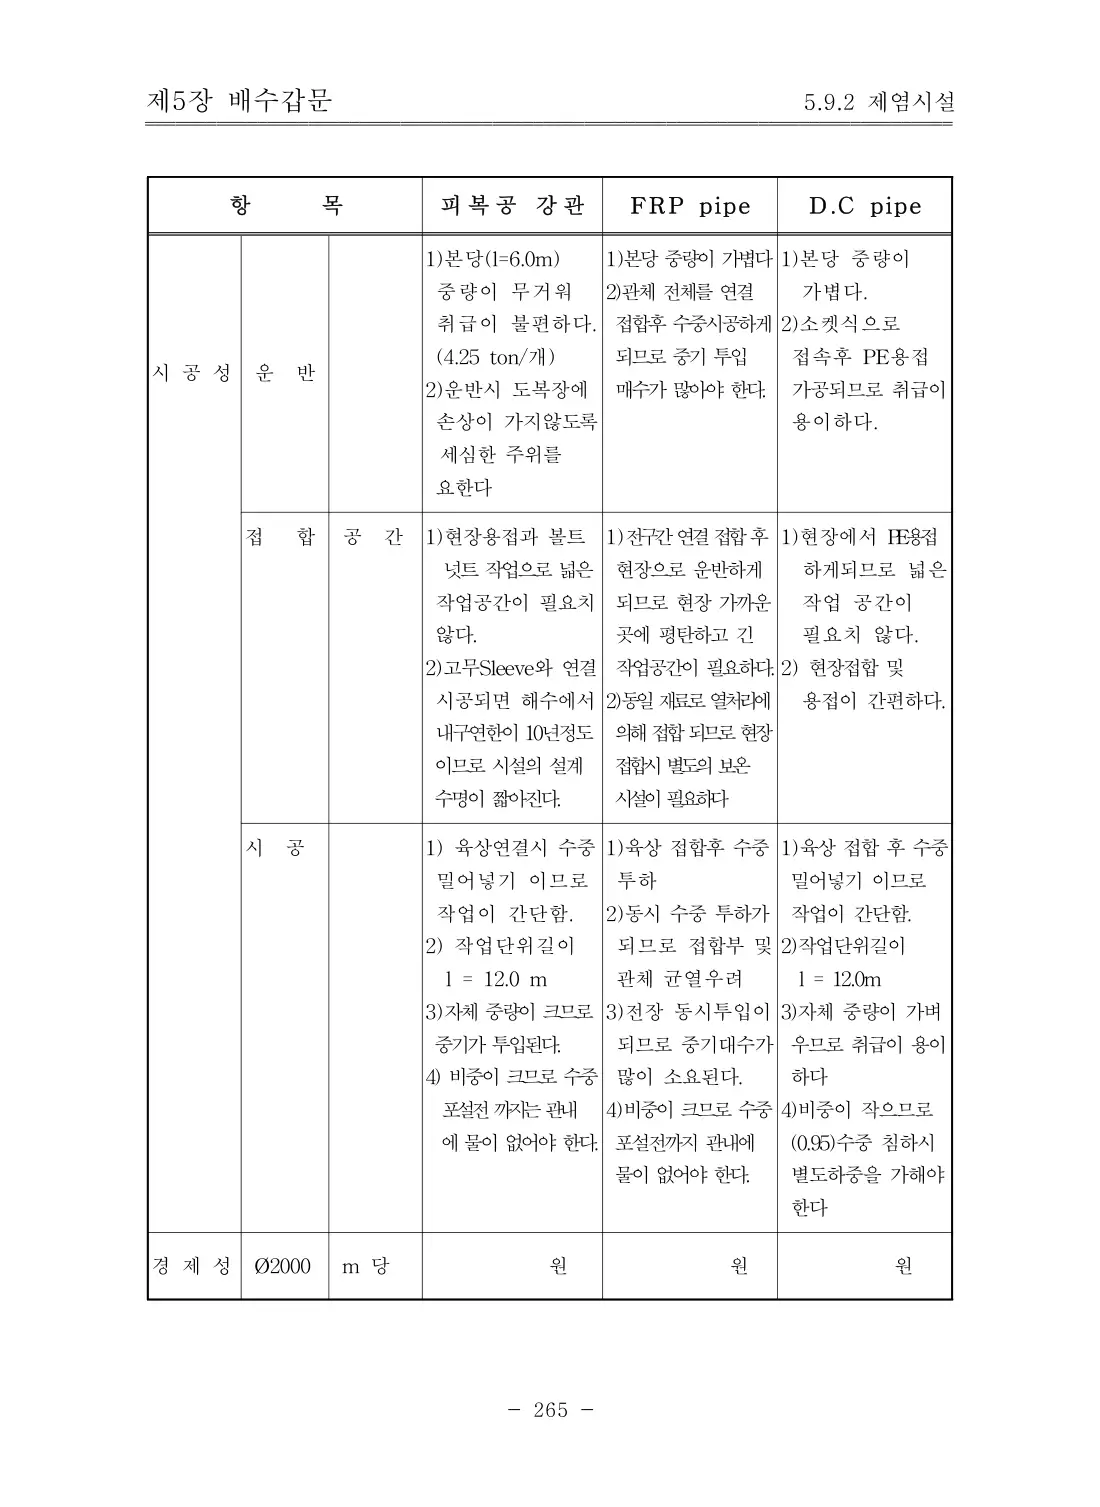 제5장 배수갑문
5.9.2 제염시설
항 목
피복공 강관
FRP pipe
D.C pipe
시 공 성
운 반
1)본당(l=6.0m)
중량이 무거워
취급이 불편하다.
(4.25 ton/개)
2)운반시 도복장에
손상이 가지않도록
세심한 주위를
요한다
1)본당 중량이 가볍다
2)관체 전체를 연결
접합후 수중시공하게
되므로 중기 투입
매수가 많아야 한다.
1)본당 중량이
가볍다.
2)소켓식으로
접속후 PE용접
가공되므로 취급이
용이하다.
접 합
공 간
1)현장용접과 볼트
넛트 작업으로 넓은
작업공간이 필요치
않다.
2)고무Sleeve와 연결
시공되면 해수에서
내구연한이 10년정도
이므로 시설의 설계
수명이 짧아진다.
1)전구간 연결 접합 후
현장으로 운반하게
되므로 현장 가까운
곳에 평탄하고 긴
작업공간이 필요하다.
2)동일 재료로 열처리에
의해 접합 되므로 현장
접합시 별도의 보온
시설이 필요하다
1)현장에서 PE용접
하게되므로 넓은
작업 공간이
필요치 않다.
2) 현장접합 및
용접이 간편하다.
시 공
1) 육상연결시 수중
밀어넣기 이므로
작업이 간단함.
2) 작업단위길이
l = 12.0 m
3)자체 중량이 크므로
중기가 투입된다.
4) 비중이 크므로 수중
포설전 까지는 관내
에 물이 없어야 한다.
1)육상 접합후 수중
투하
2)동시 수중 투하가
되므로 접합부 및
관체 균열우려
3)전장 동시투입이
되므로 중기대수가
많이 소요된다.
4)비중이 크므로 수중
포설전까지 관내에
물이 없어야 한다.
1)육상 접합 후 수중
밀어넣기 이므로
작업이 간단함.
2)작업단위길이
l = 12.0m
3)자체 중량이 가벼
우므로 취급이 용이
하다
4)비중이 작으므로
(0.95)수중 침하시
별도하중을 가해야
한다
경 제 성
Ø2000
m 당
원
원
원
- 265 -